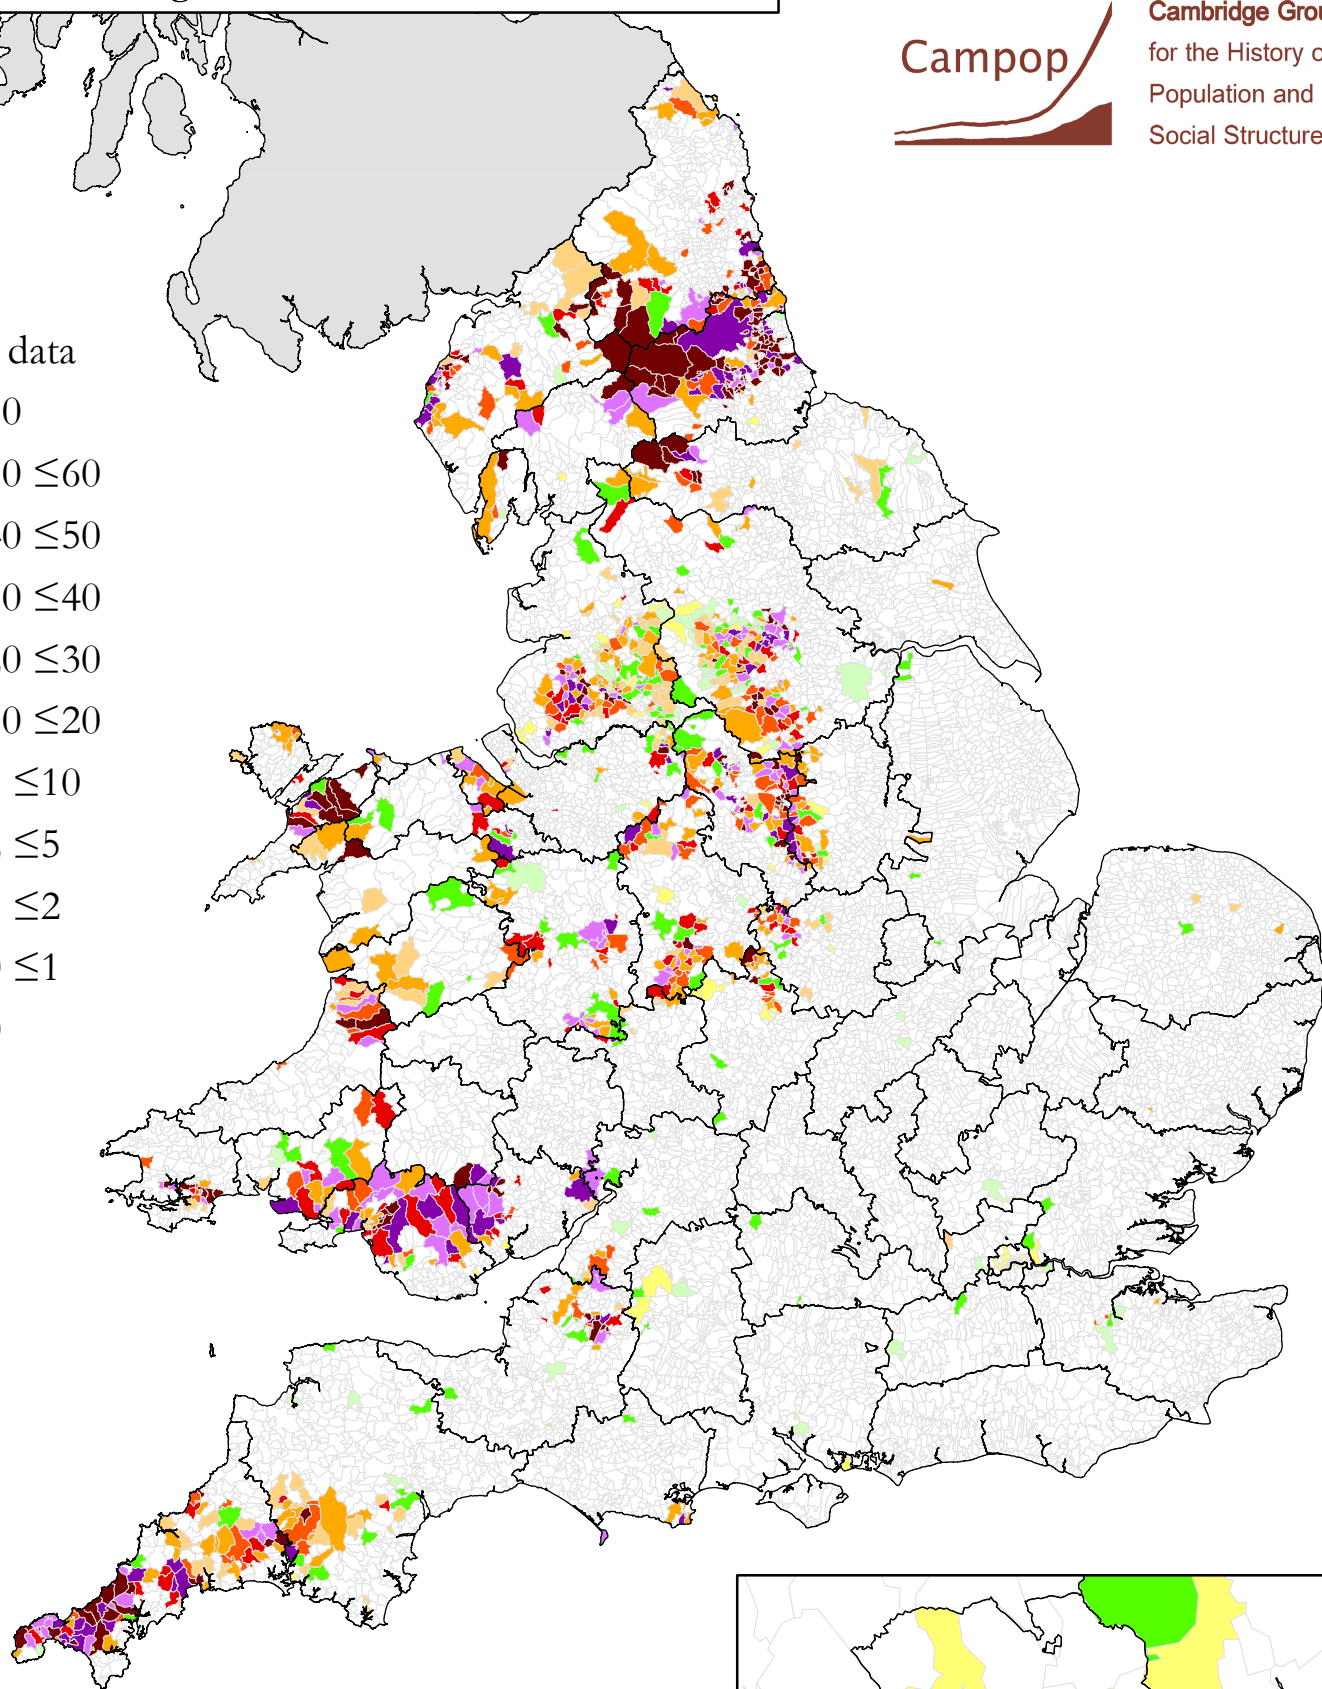 Campop
Cambridge Grou
for the History o
Population and
Social Structure
data
0
0 ≤60
0 ≤50
0 ≤40
0 ≤30
0 ≤20
≤10
≤5
≤2
≤1